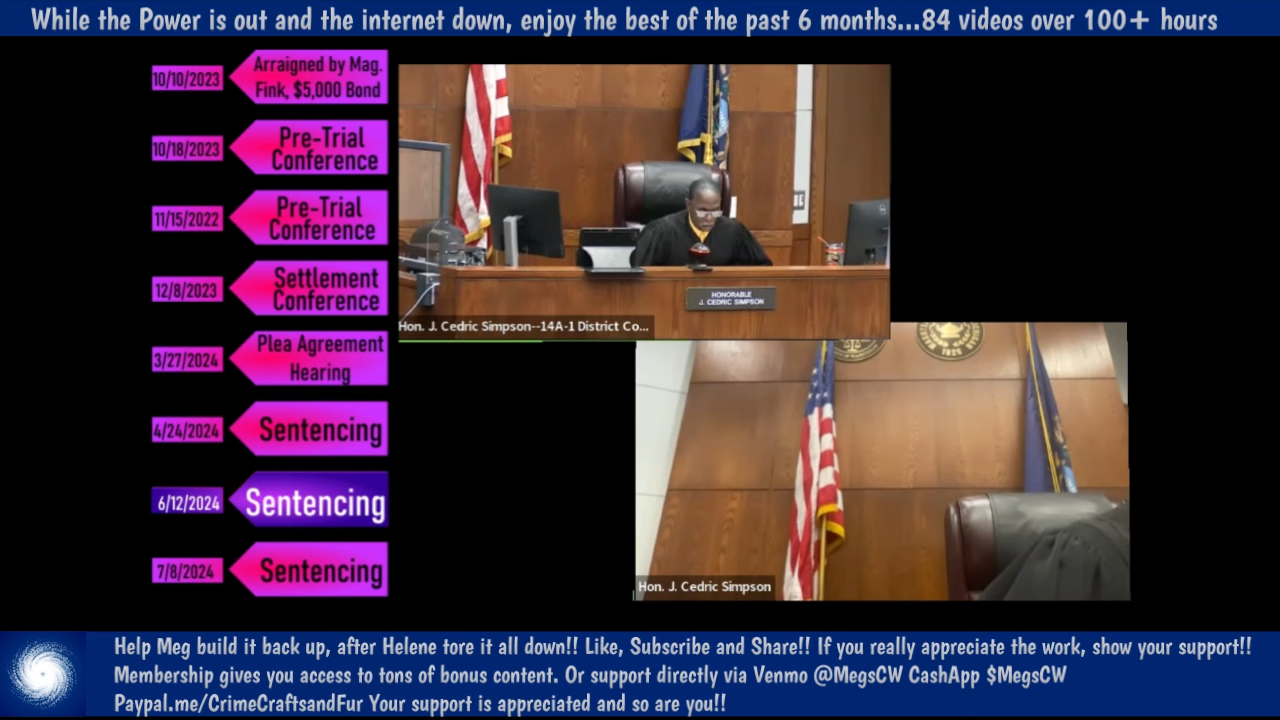 While the Power is out and the internet down, enjoy the best of the past 6 months...84 videos over 100+ hours
10/10/2023
Arraigned by Mag.
Fink, $5,000 Bond
10/18/2023
Pre-Trial
Conference
11/15/2022
Pre-Trial
Conference
12/8/2023
Settlement
Conference
3/27/2024
Plea Agreement
Hearing
4/24/2024
Sentencing
6/12/2024
Sentencing
7/8/2024
Sentencing
HONORABLE
J. CEDRIC SIMPSON
Hon. J. Cedric Simpson--14A-1 District Co...
Hon. J. Cedric Simpson
Help Meg build it back up, after Helene tore it all down!! Like, Subscribe and Share!! If you really appreciate the work, show your support!!
Membership gives you access to tons of bonus content. Or support directly via Venmo @MegsCW CashApp $MegsCW
Paypal.me/CrimeCraftsandFur Your support is appreciated and so are you!!